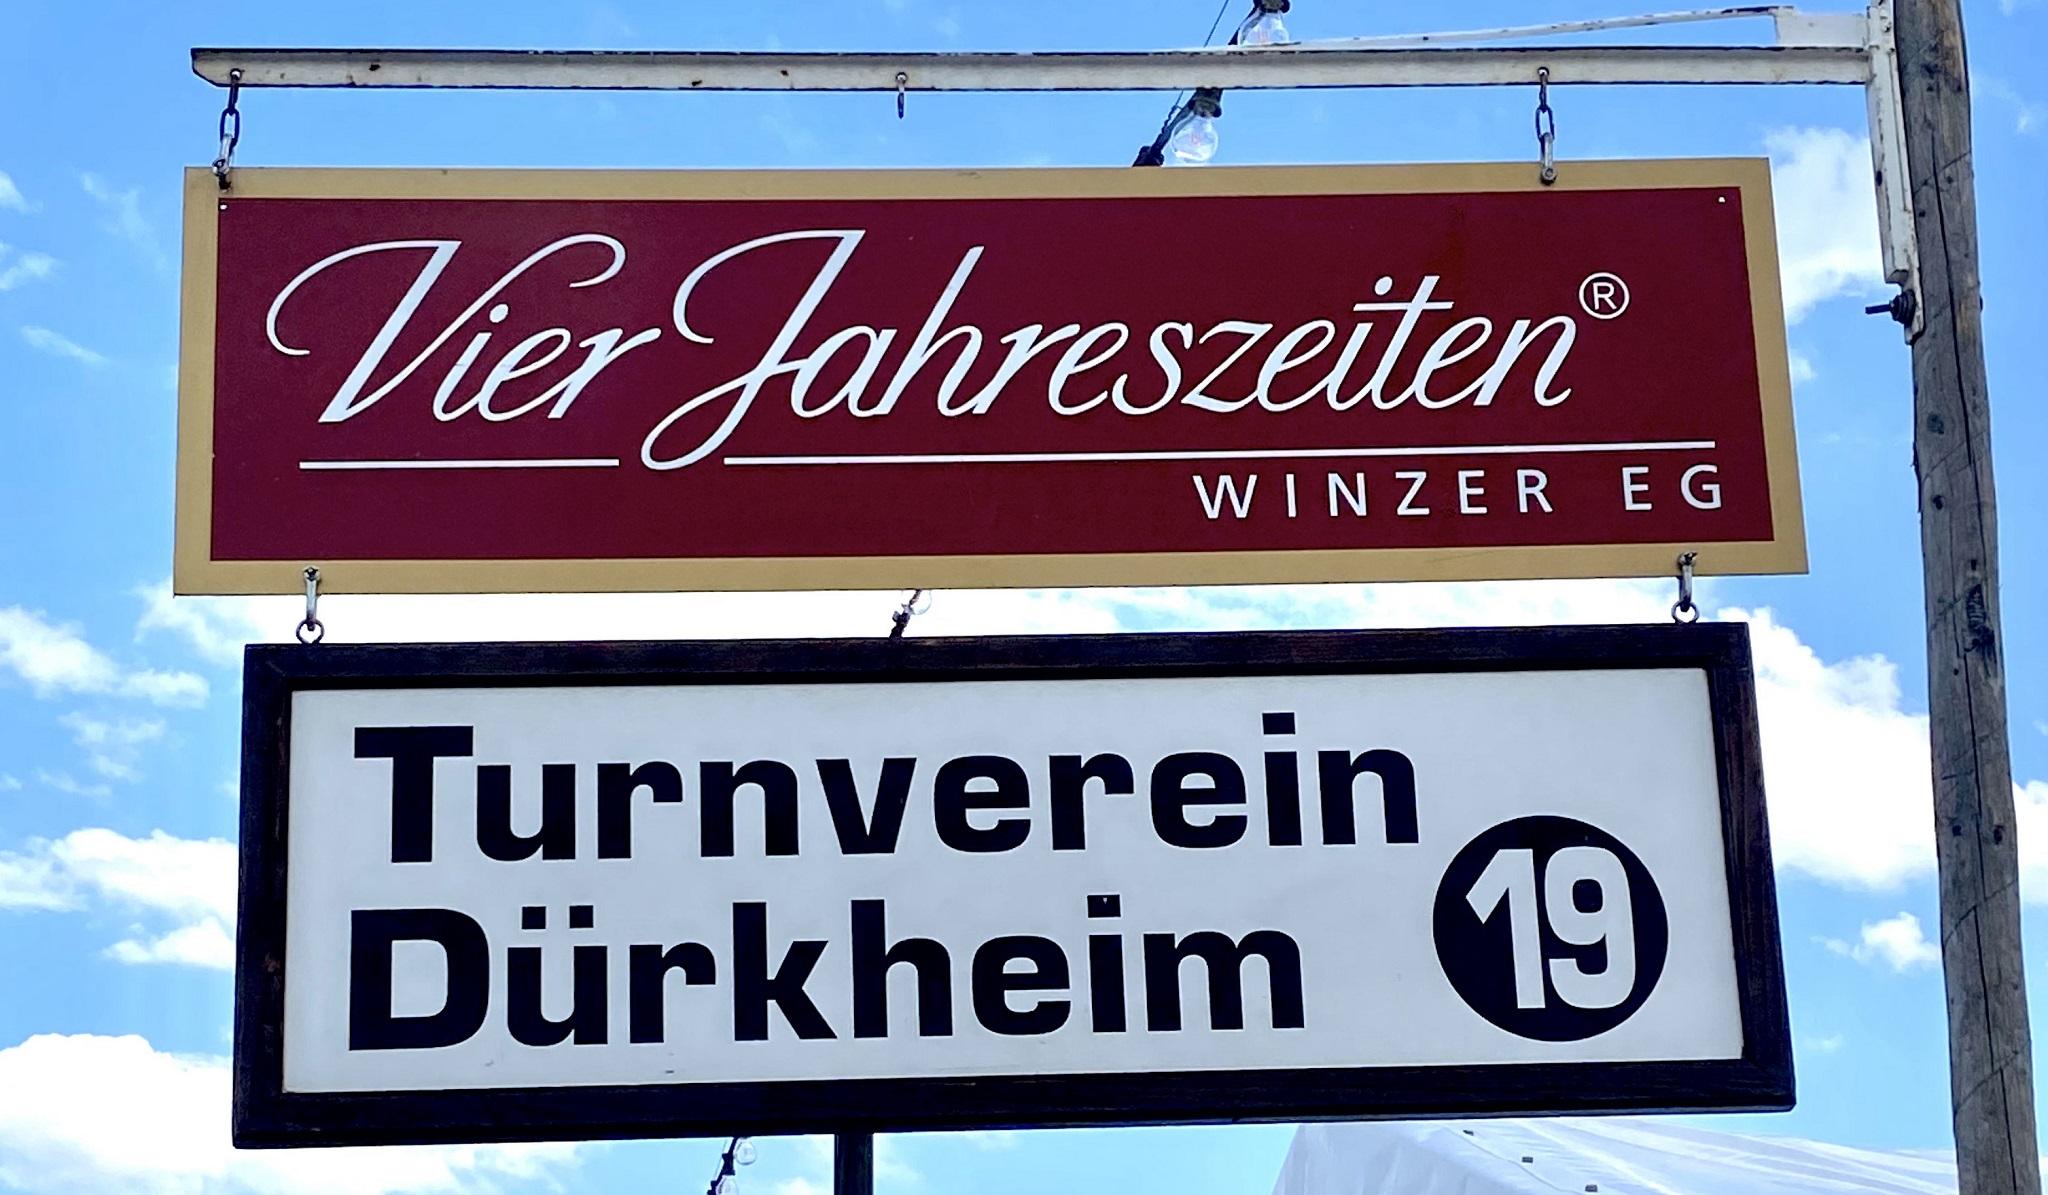 Vier Jahreszeiten®
WINZER EG
Turnverein
Dürkheim
19